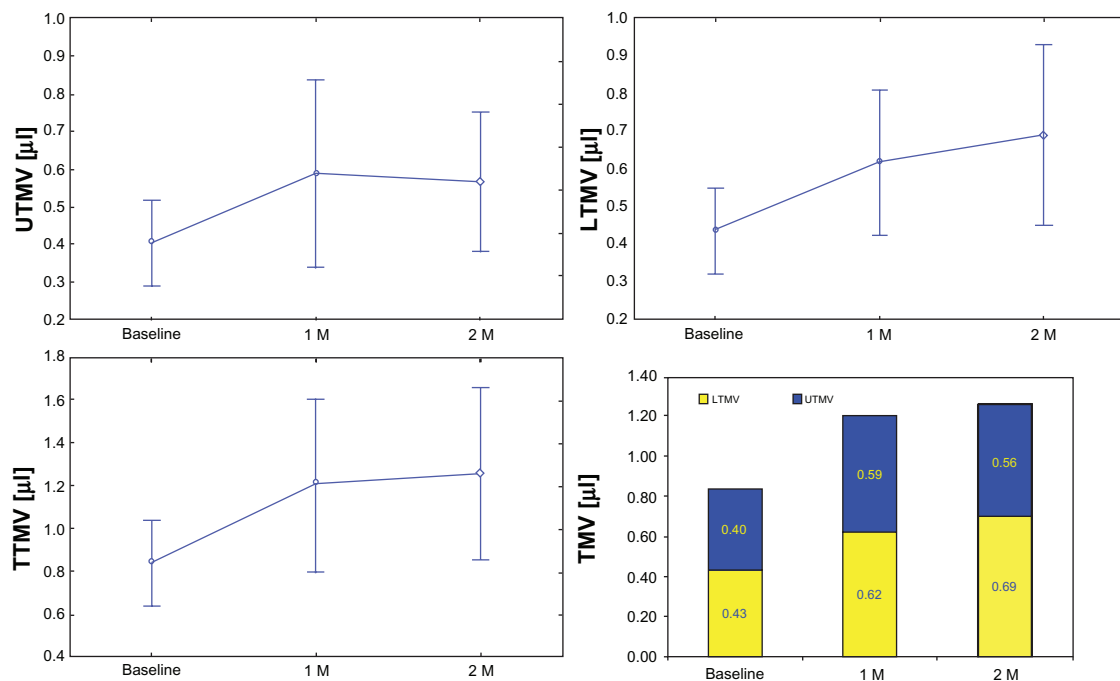 UTMV [µl]
1.0
0.9
0.8
0.7
0.6
0.5
0.4
0.3
0.2
Baseline
1 M
2 M
LTMV [µl]
1.0
0.9
0.8
0.7
0.6
0.5
0.4
0.3
0.2
Baseline
1 M
2 M
TTMV [µl]
1.8
1.6
1.4
1.2
1.0
0.8
0.6
0.4
Baseline
1 M
2 M
TMV [µl]
1.40
1.20
1.00
0.80
0.60
0.40
0.20
0.00
LTMV
UTMV
0.40
0.43
0.59
0.62
0.56
0.69
Baseline
1 M
2 M